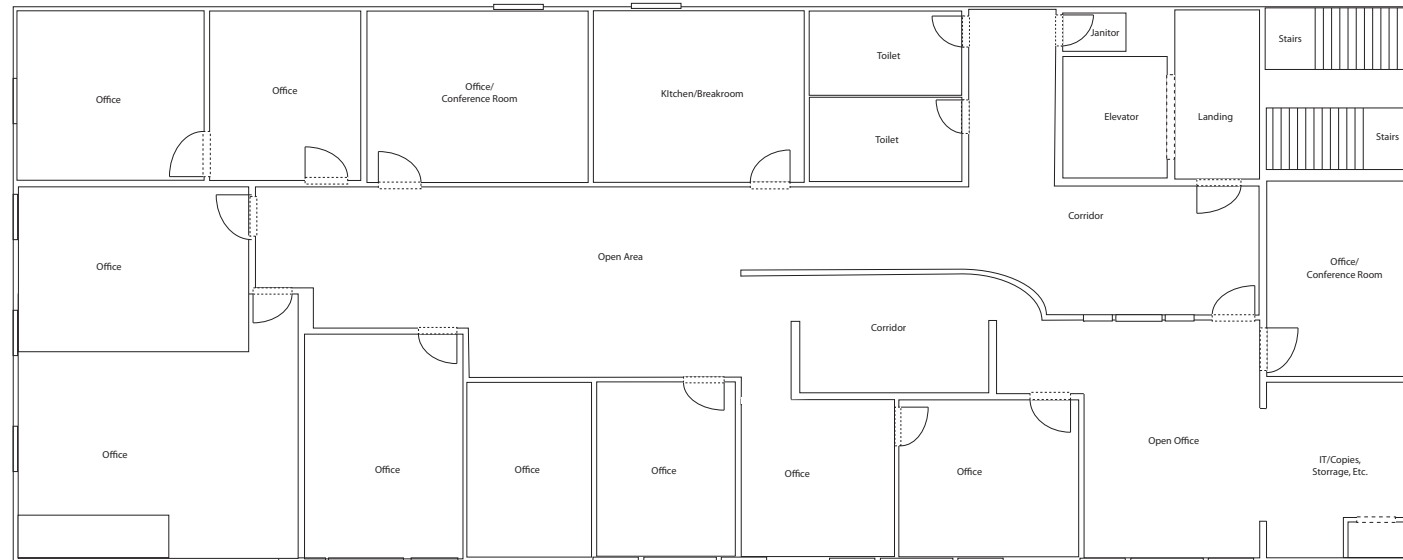 Office
Office
Office/
Conference Room
KItchen/Breakroom
Toilet
Toilet
Janitor
Elevator
Landing
Stairs
Stairs
Office
Open Area
Corridor
Office/
Conference Room
Corridor
Office
Office
Office
Office
Office
Office
Open Office
IT/Copies,
Storrage, Etc.